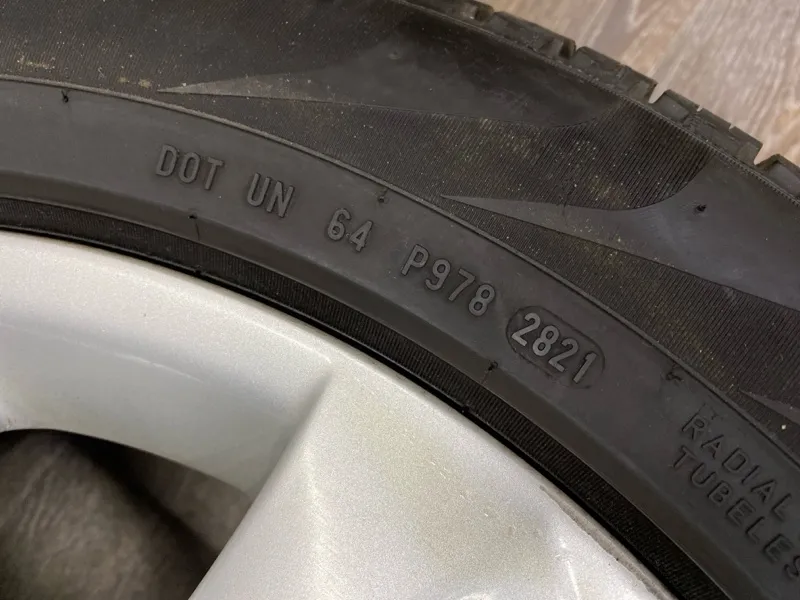 DOT UN 64 P978 2821
RADIAL
TUBELES